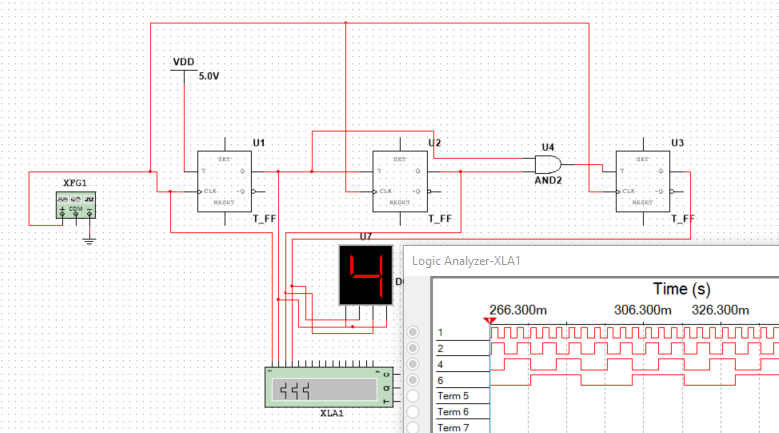 VDD
5.0V
U1
SET
T Q
CLK
~Q
RESET
T_FF
U2
SET
T Q
CLK
~Q
RESET
T_FF
U4
AND2
U3
SET
T Q
CLK
~Q
RESET
T_FF
XFG1
COM
U7
4
XLA1
C Q T
Logic Analyzer-XLA1
Time (s)
266.300m 306.300m 326.300m
1
2
4
6
Term 5
Term 6
Term 7